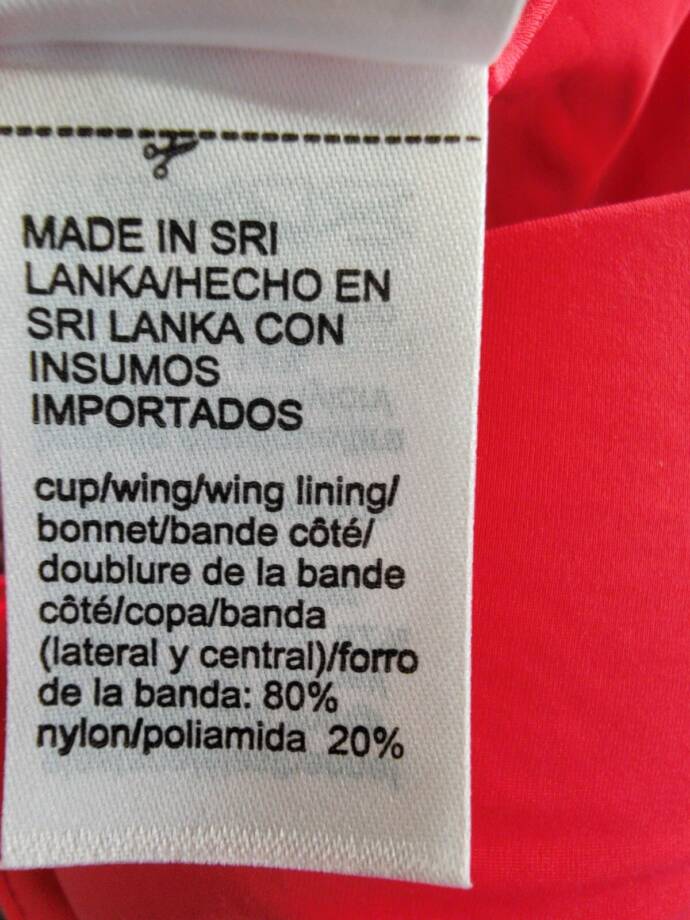 MADE IN SRI
LANKA/HECHO EN
SRI LANKA CON
INSUMOS
IMPORTADOS
cup/wing/wing lining/
bonnet/bande côté/
doublure de la bande
côté/copa/banda
(lateral y central)/forro
de la banda: 80%
nylon/poliamida 20%